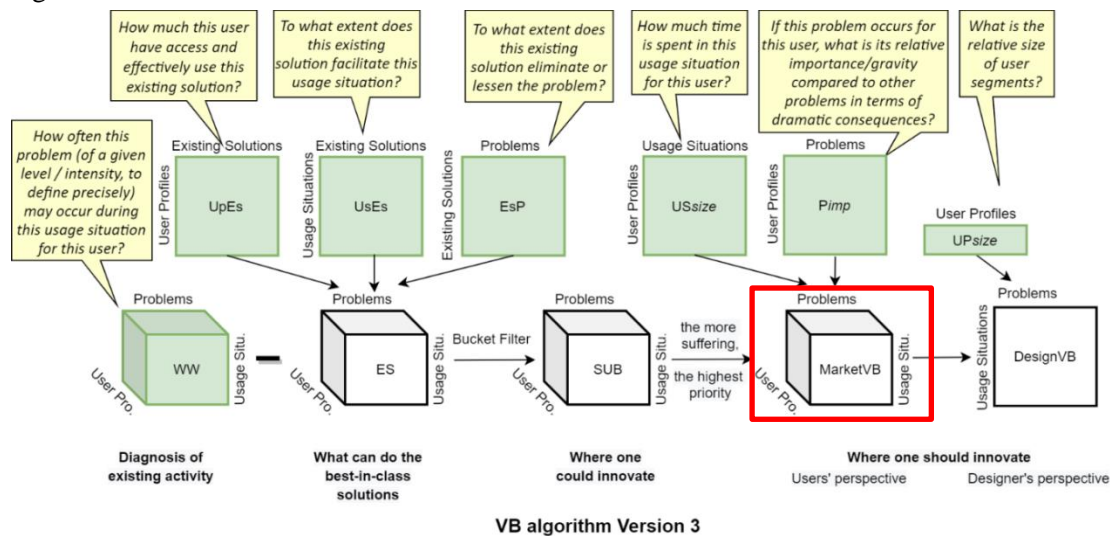 How much this user
have access and
effectively use this
existing solution?
To what extent does
this existing
solution facilitate this
usage situation?
To what extent does
this existing
solution eliminate or
lessen the problem?
How much time
is spent in this
usage situation
for this user?
If this problem occurs for
this user, what is its relative
importance/gravity
compared to other
problems in terms of
dramatic consequences?
What is the
relative size
of user
segments?
How often this
problem (of a given
level / intensity, to
define precisely)
may occur during
this usage situation
for this user?
Existing Solutions
User Profiles
UpEs
Existing Solutions
Usage Situations
UsEs
Problems
Existing Solutions
EsP
Usage Situations
User Profiles
USsize
Problems
User Profiles
Pimp
User Profiles
UPsize
Problems
WW
User Pro.
Usage Situ.
Problems
ES
User Pro.
Usage Situ.
Bucket Filter
Problems
SUB
User Pro.
Usage Situ.
the more
suffering,
the highest
priority
Problems
MarketVB
User Pro.
Usage Situ.
Problems
Usage Situations
DesignVB
Diagnosis of
existing activity
What can do the
best-in-class
solutions
Where one
could innovate
Where one should innovate
Users' perspective
Designer's perspective
VB algorithm Version 3